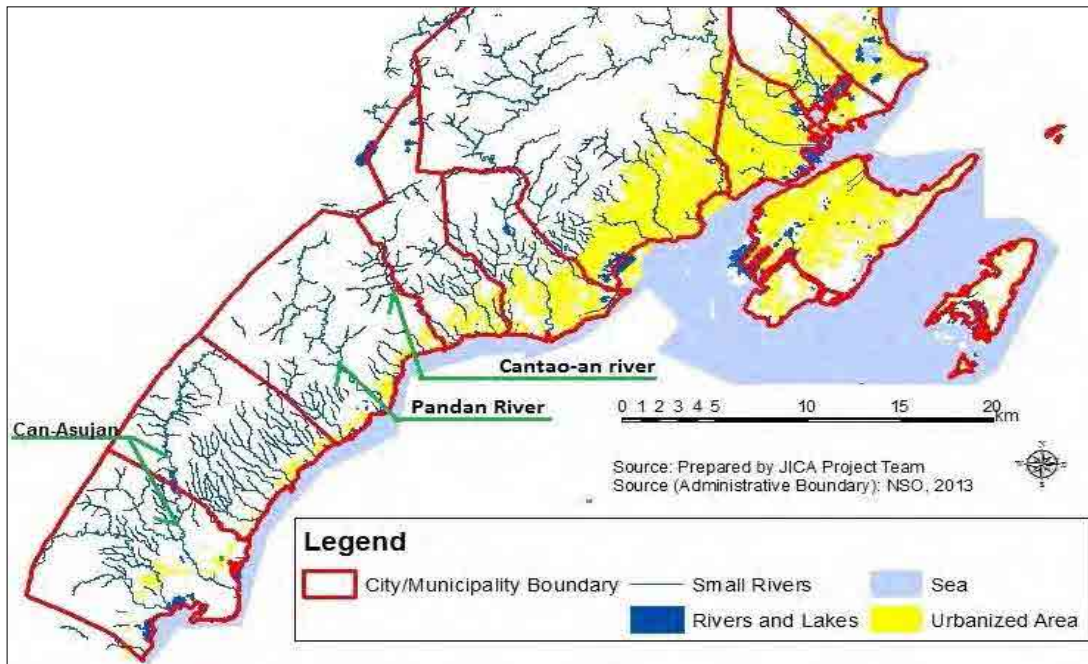 Cantao-an river
Pandan River
Can-Asujan
0 1 2 3 4 5 10 15 20
km
Source: Prepared by JICA Project Team
Source (Administrative Boundary): NSO, 2013
Legend
City/Municipality Boundary
Small Rivers
Sea
Rivers and Lakes
Urbanized Area